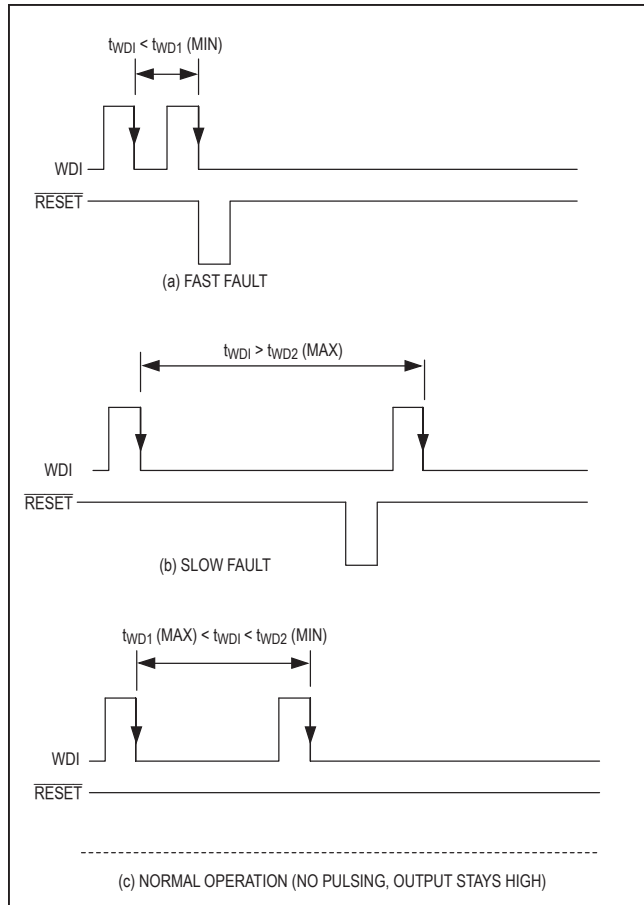 tWDI < tWD1 (MIN)
WDI
RESET
(a) FAST FAULT
tWDI > tWD2 (MAX)
WDI
RESET
(b) SLOW FAULT
tWD1 (MAX) < tWDI < tWD2 (MIN)
WDI
RESET
(c) NORMAL OPERATION (NO PULSING, OUTPUT STAYS HIGH)